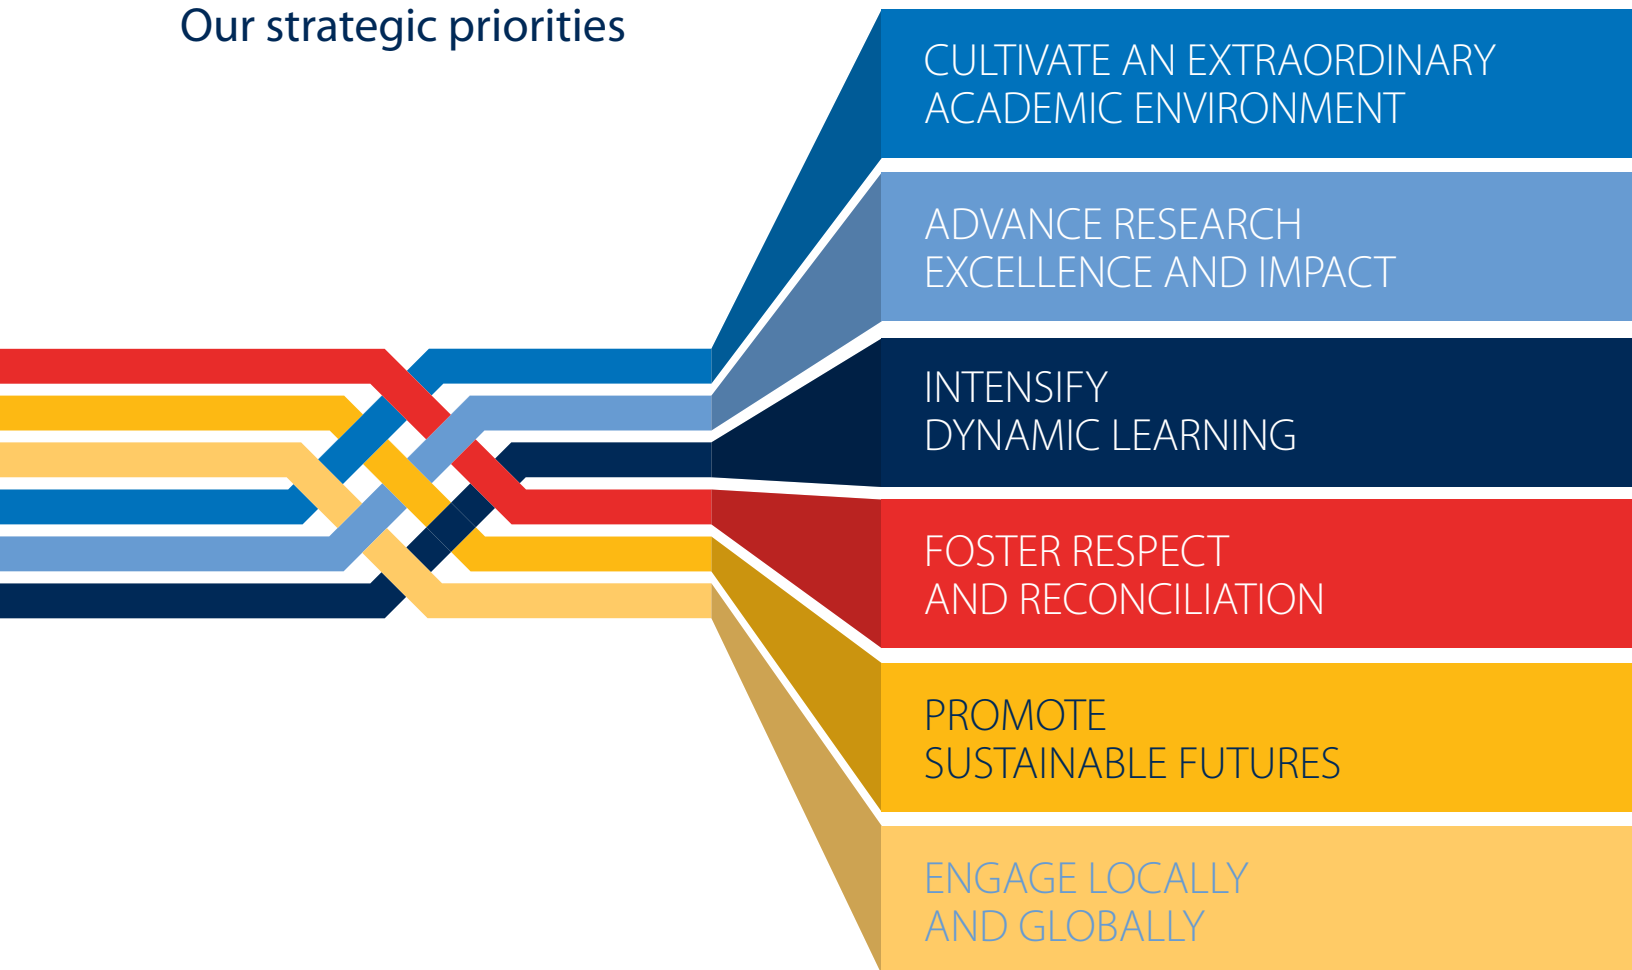 Our strategic priorities
CULTIVATE AN EXTRAORDINARY
ACADEMIC ENVIRONMENT
ADVANCE RESEARCH
EXCELLENCE AND IMPACT
INTENSIFY
DYNAMIC LEARNING
FOSTER RESPECT
AND RECONCILIATION
PROMOTE
SUSTAINABLE FUTURES
ENGAGE LOCALLY
AND GLOBALLY